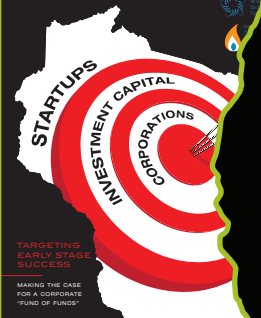 STARTUPS
INVESTMENT CAPITAL
CORPORATIONS
TARGETING
EARLY STAGE
SUCCESS
MAKING THE CASE
FOR A CORPORATE
"FUND OF FUNDS"